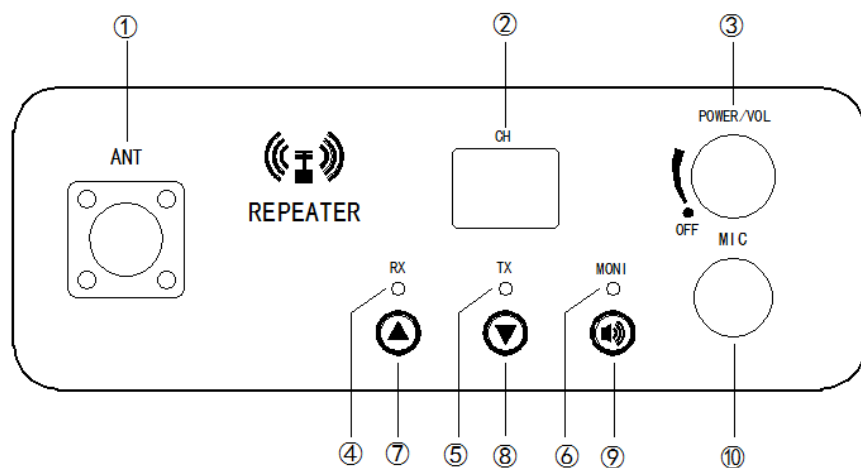 ① ② ③
POWER/VOL
CH
ANT
REPEATER
OFF
MIC
RX TX MONI
④ ⑦ ⑤ ⑧ ⑥ ⑨ ⑩